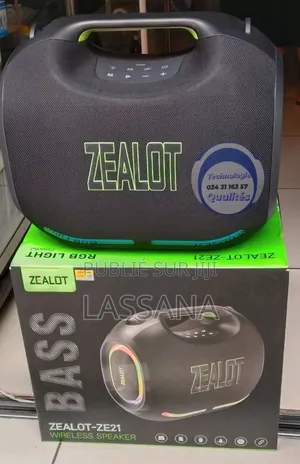 ZEALOT
Technologie
034 31 163 57
Qualités
PUBLIÉ SUR JIJI
LASSANA
RGB LIGHT
ZEALOT-ZE21
ZEALOT
BASS
ZEALOT
ZEALOT-ZE21
WIRELESS SPEAKER